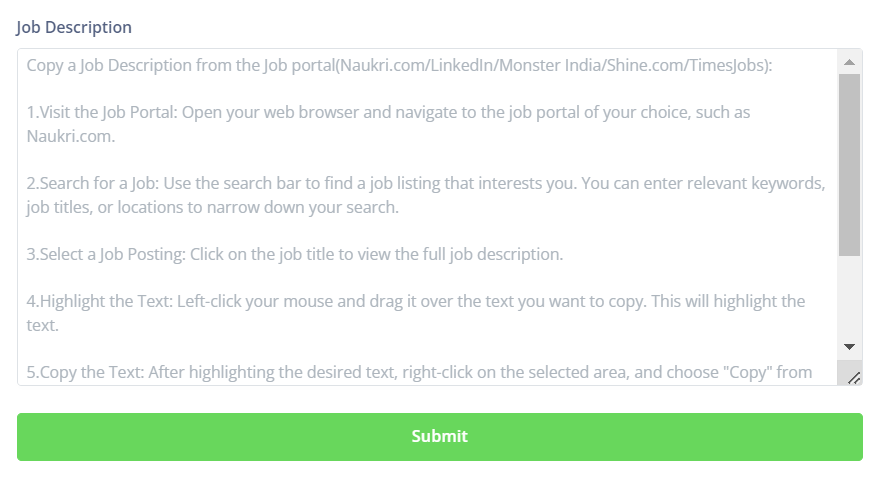 Job Description
Copy a Job Description from the Job portal(Naukri.com/LinkedIn/Monster India/Shine.com/TimesJobs):
1.Visit the Job Portal: Open your web browser and navigate to the job portal of your choice, such as
Naukri.com.
2.Search for a Job: Use the search bar to find a job listing that interests you. You can enter relevant keywords,
job titles, or locations to narrow down your search.
3.Select a Job Posting: Click on the job title to view the full job description.
4.Highlight the Text: Left-click your mouse and drag it over the text you want to copy. This will highlight the
text.
5.Copy the Text: After highlighting the desired text, right-click on the selected area, and choose "Copy" from
Submit